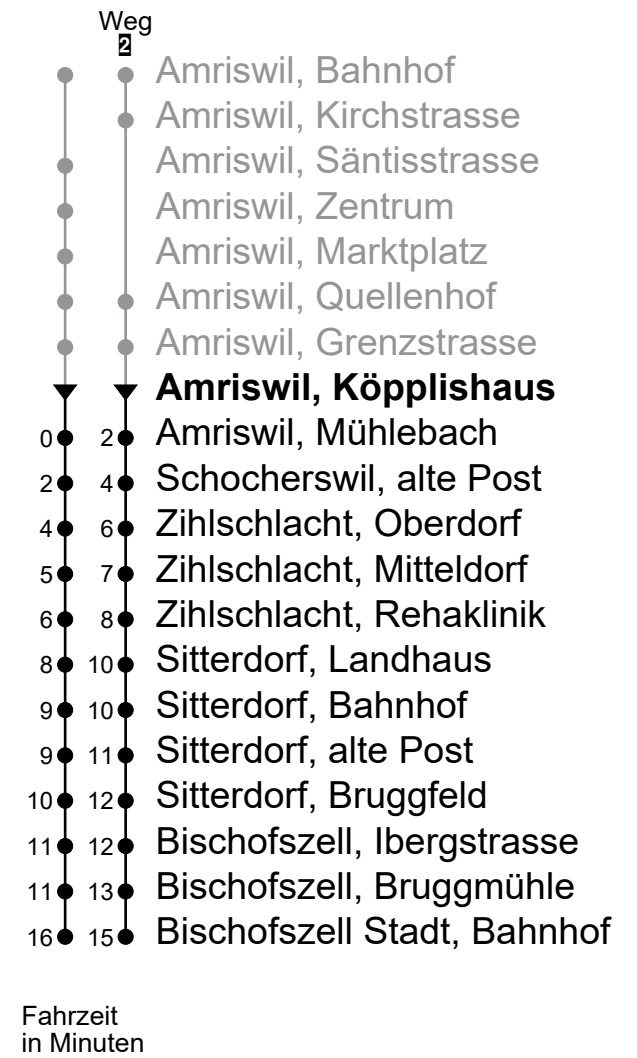 Weg
2
Amriswil, Bahnhof
Amriswil, Kirchstrasse
Amriswil, Säntisstrasse
Amriswil, Zentrum
Amriswil, Marktplatz
Amriswil, Quellenhof
Amriswil, Grenzstrasse
Amriswil, Köpplishaus
0 2 Amriswil, Mühlebach
2 4 Schocherswil, alte Post
4 6 Zihlschlacht, Oberdorf
5 7 Zihlschlacht, Mitteldorf
6 8 Zihlschlacht, Rehaklinik
8 10 Sitterdorf, Landhaus
9 10 Sitterdorf, Bahnhof
9 11 Sitterdorf, alte Post
10 12 Sitterdorf, Bruggfeld
11 12 Bischofszell, Ibergstrasse
11 13 Bischofszell, Bruggmühle
16 15 Bischofszell Stadt, Bahnhof
Fahrzeit
in Minuten